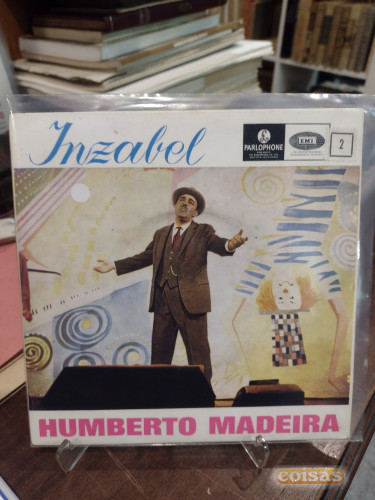 Inzabel
PARLOPHONE
EMI
2
HUMBERTO MADEIRA
coisas